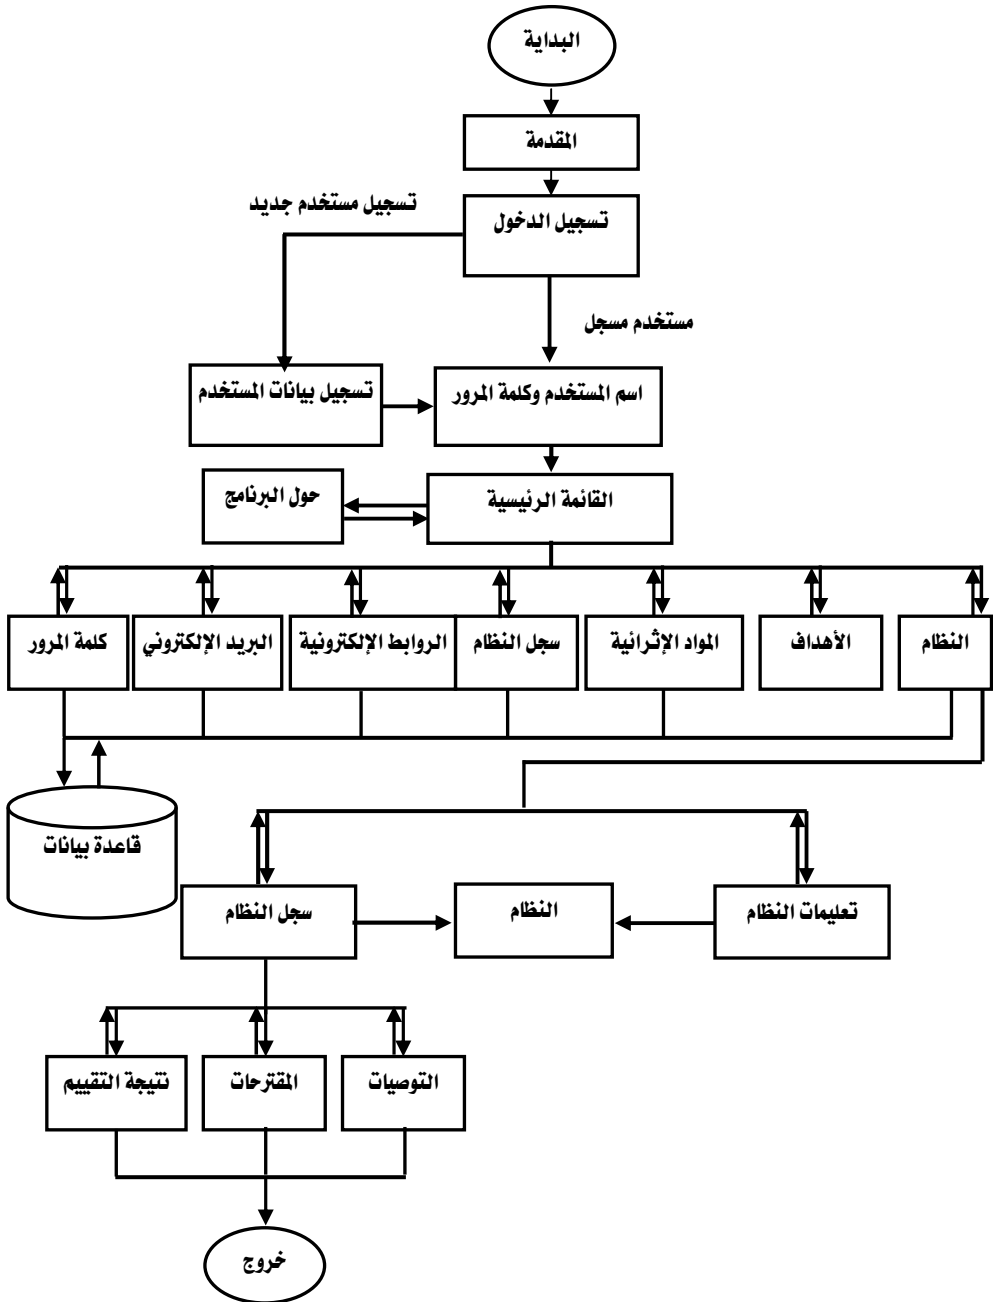 البداية
المقدمة
تسجيل الدخول
تسجيل مستخدم جديد
مستخدم مسجل
اسم المستخدم وكلمة المرور
تسجيل بيانات المستخدم
القائمة الرئيسية
حول البرنامج
النظام
الأهداف
المواد الإثرائية
سجل النظام
الروابط الإلكترونية
البريد الإلكتروني
كلمة المرور
قاعدة بيانات
تعليمات النظام
النظام
سجل النظام
التوصيات
المقترحات
نتيجة التقييم
خروج